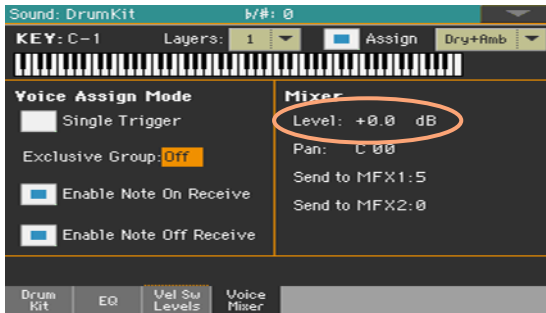 Sound: DrumKit ♭/#: 0
KEY: C-1 Layers: 1 Assign Dry+Amb
Voice Assign Mode
Single Trigger
Exclusive Group: Off
Enable Note On Receive
Enable Note Off Receive
Mixer
Level: +0.0 dB
Pan: C 00
Send to MFX1:5
Send to MFX2:0
Drum Kit
EQ
Vel Sw Levels
Voice Mixer